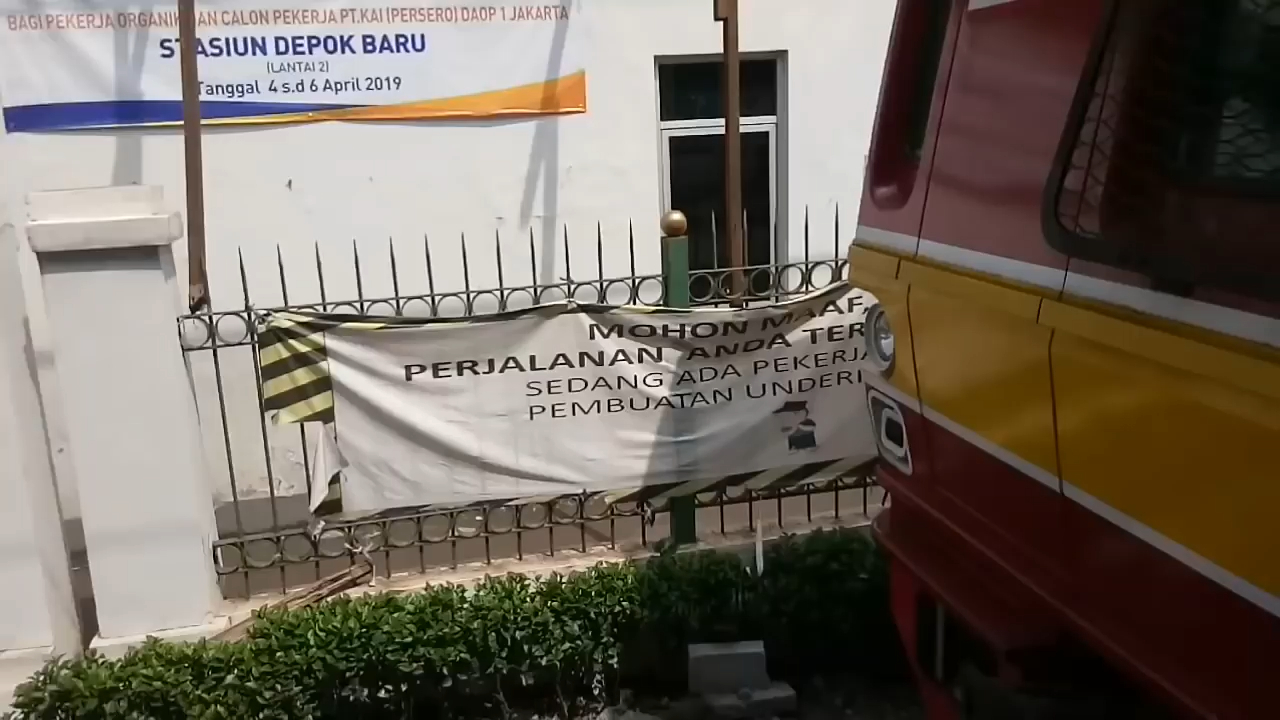 BAGI PEKERJA ORGANIK DAN CALON PEKERJA PT.KAI (PERSERO) DAOP 1 JAKARTA
STASIUN DEPOK BARU
(LANTAI 2)
Tanggal 4 s.d 6 April 2019
MOHON MAAF,
PERJALANAN ANDA TER
SEDANG ADA PEKERJA
PEMBUATAN UNDER